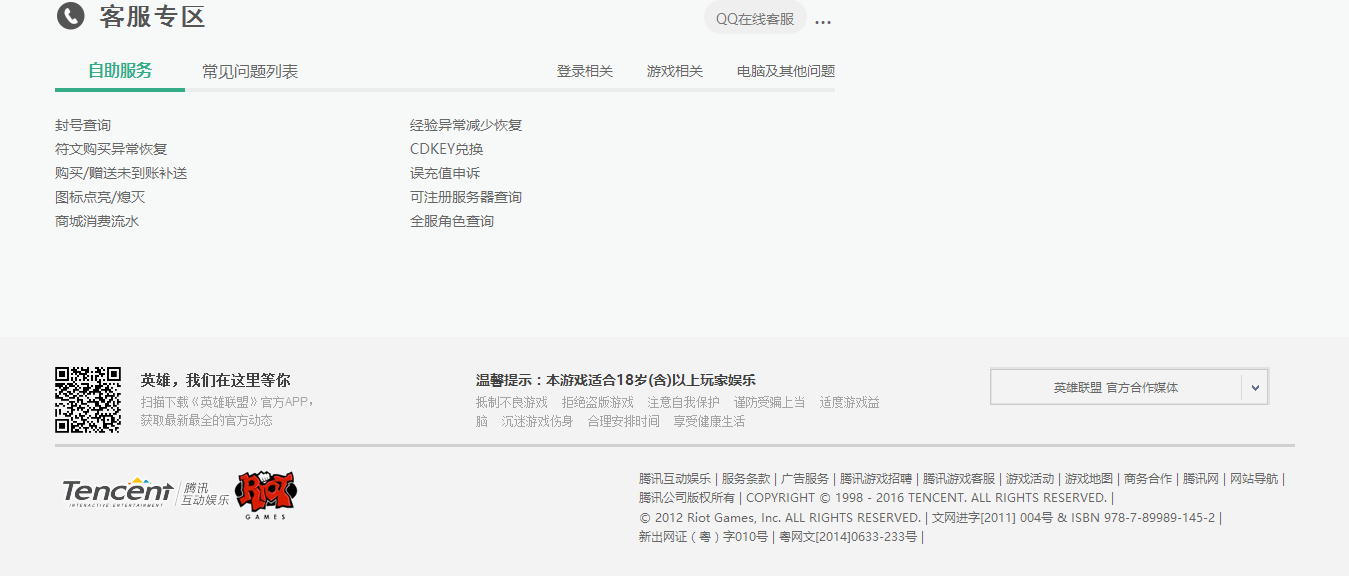 客服专区
QQ在线客服 ...
自助服务 常见问题列表 登录相关 游戏相关 电脑及其他问题
封号查询 经验异常减少恢复
符文购买异常恢复 CDKEY兑换
购买/赠送未到账补送 误充值申诉
图标点亮/熄灭 可注册服务器查询
商城消费流水 全服角色查询
英雄，我们在这里等你
扫描下载《英雄联盟》官方APP，
获取最新最全的官方动态
温馨提示：本游戏适合18岁(含)以上玩家娱乐
抵制不良游戏 拒绝盗版游戏 注意自我保护 谨防受骗上当 适度游戏益
脑 沉迷游戏伤身 合理安排时间 享受健康生活
英雄联盟 官方合作媒体
Tencent 腾讯
INTERACTIVE ENTERTAINMENT 互动娱乐
RIOT
GAMES
腾讯互动娱乐 | 服务条款 | 广告服务 | 腾讯游戏招聘 | 腾讯游戏客服 | 游戏活动 | 游戏地图 | 商务合作 | 腾讯网 | 网站导航 |
腾讯公司版权所有 | COPYRIGHT © 1998 - 2016 TENCENT. ALL RIGHTS RESERVED. |
© 2012 Riot Games, Inc. ALL RIGHTS RESERVED. | 文网进字[2011] 004号 & ISBN 978-7-89989-145-2 |
新出网证（粤）字010号 | 粤网文[2014]0633-233号 |